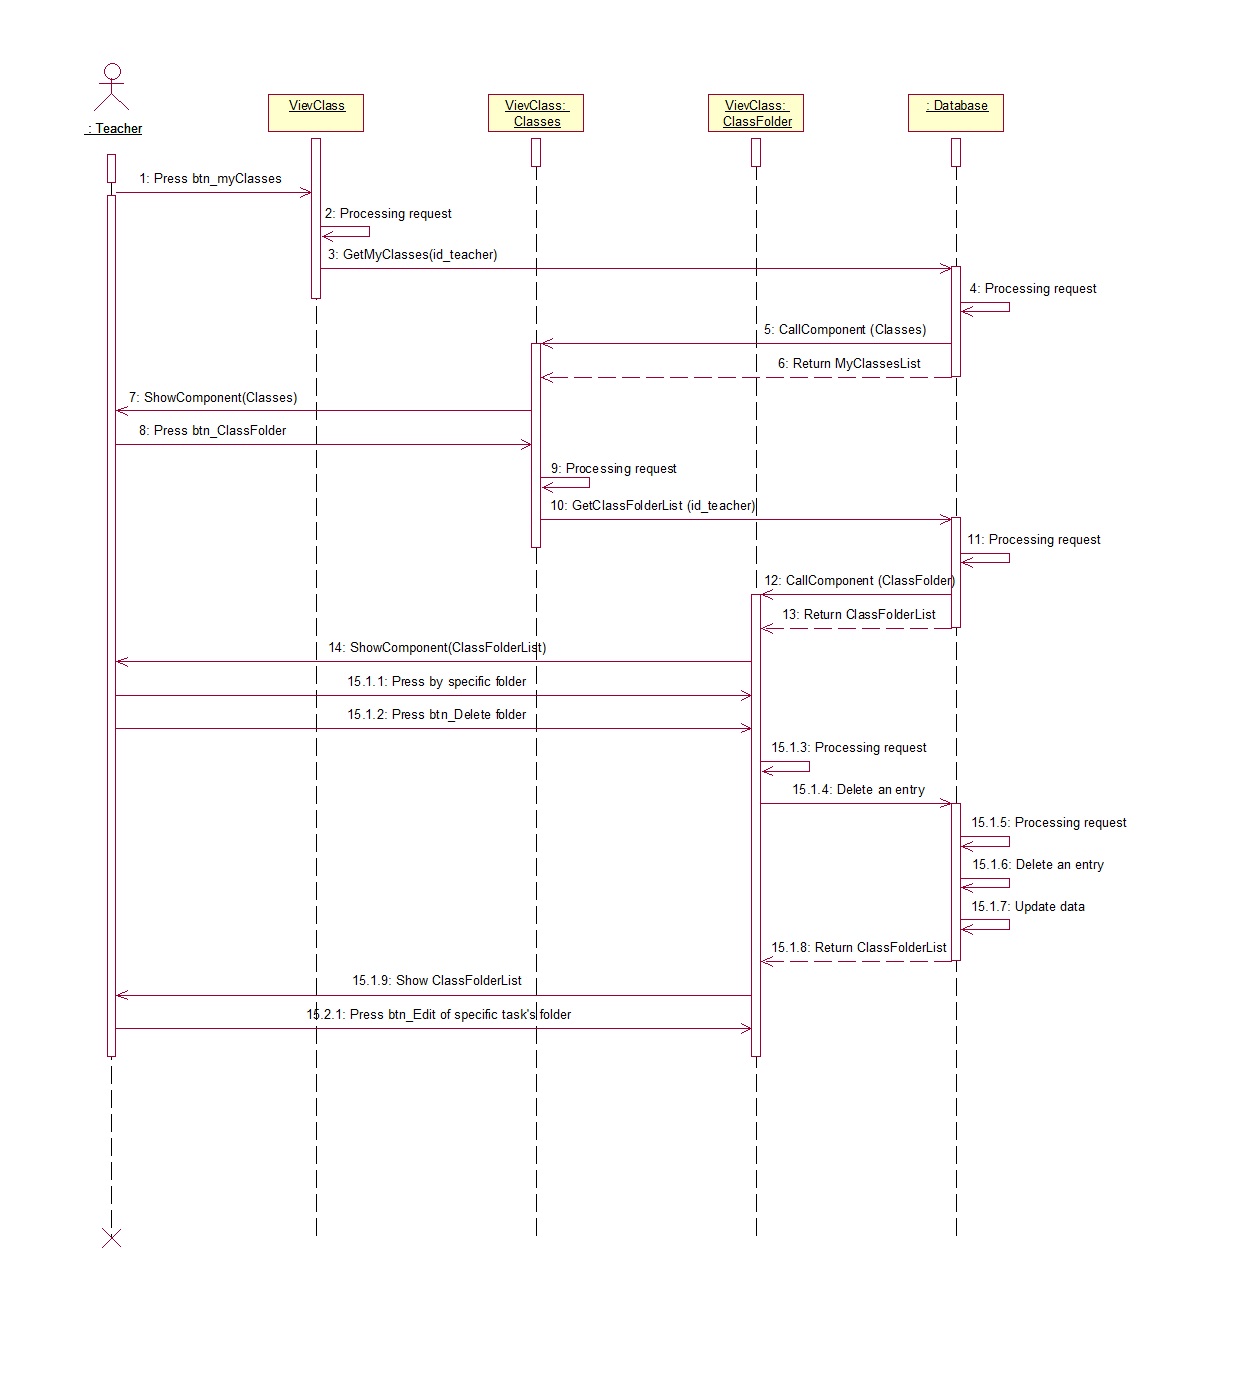 : Teacher
VievClass
VievClass:
Classes
VievClass:
ClassFolder
: Database
1: Press btn_myClasses
2: Processing request
3: GetMyClasses(id_teacher)
4: Processing request
5: CallComponent (Classes)
6: Return MyClassesList
7: ShowComponent(Classes)
8: Press btn_ClassFolder
9: Processing request
10: GetClassFolderList (id_teacher)
11: Processing request
12: CallComponent (ClassFolder)
13: Return ClassFolderList
14: ShowComponent(ClassFolderList)
15.1.1: Press by specific folder
15.1.2: Press btn_Delete folder
15.1.3: Processing request
15.1.4: Delete an entry
15.1.5: Processing request
15.1.6: Delete an entry
15.1.7: Update data
15.1.8: Return ClassFolderList
15.1.9: Show ClassFolderList
15.2.1: Press btn_Edit of specific task's folder